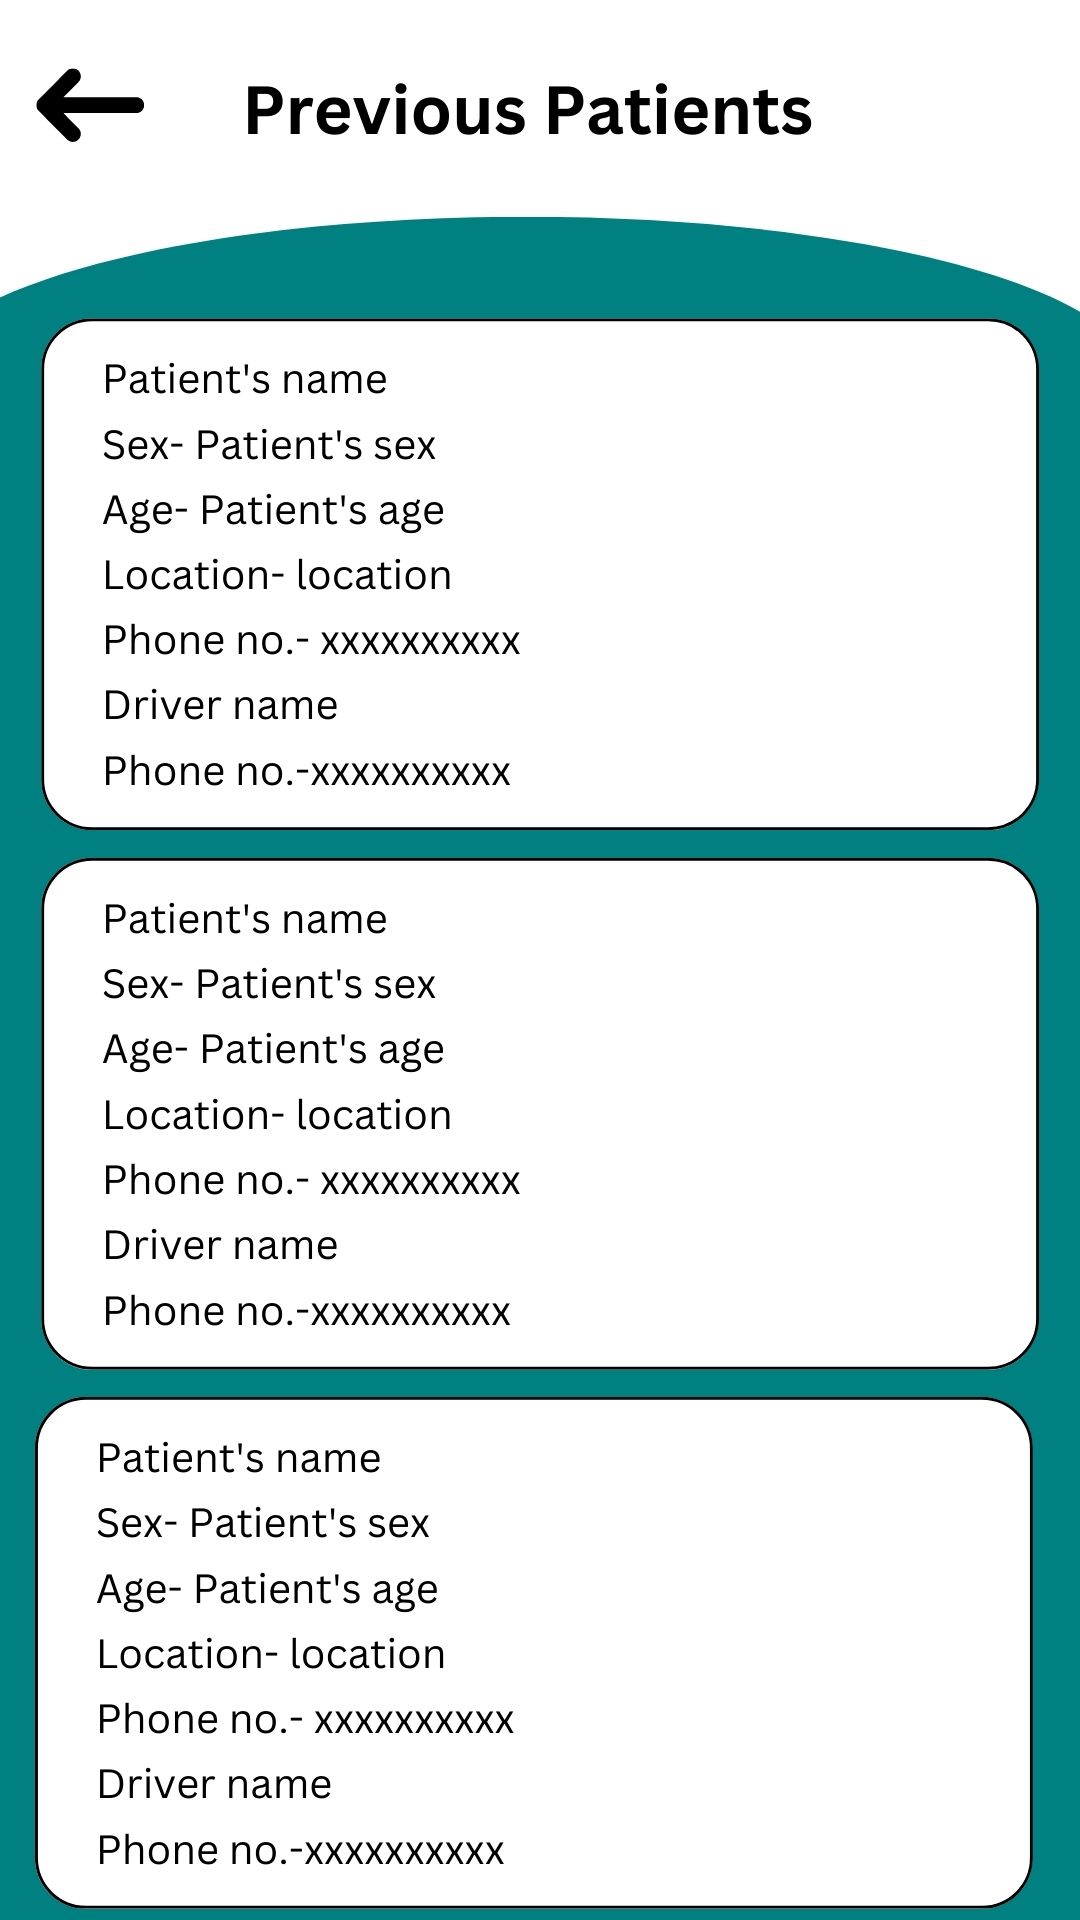 Previous Patients
Patient's name
Sex- Patient's sex
Age- Patient's age
Location- location
Phone no.- xxxxxxxxxx
Driver name
Phone no.-xxxxxxxxxx
Patient's name
Sex- Patient's sex
Age- Patient's age
Location- location
Phone no.- xxxxxxxxxx
Driver name
Phone no.-xxxxxxxxxx
Patient's name
Sex- Patient's sex
Age- Patient's age
Location- location
Phone no.- xxxxxxxxxx
Driver name
Phone no.-xxxxxxxxxx